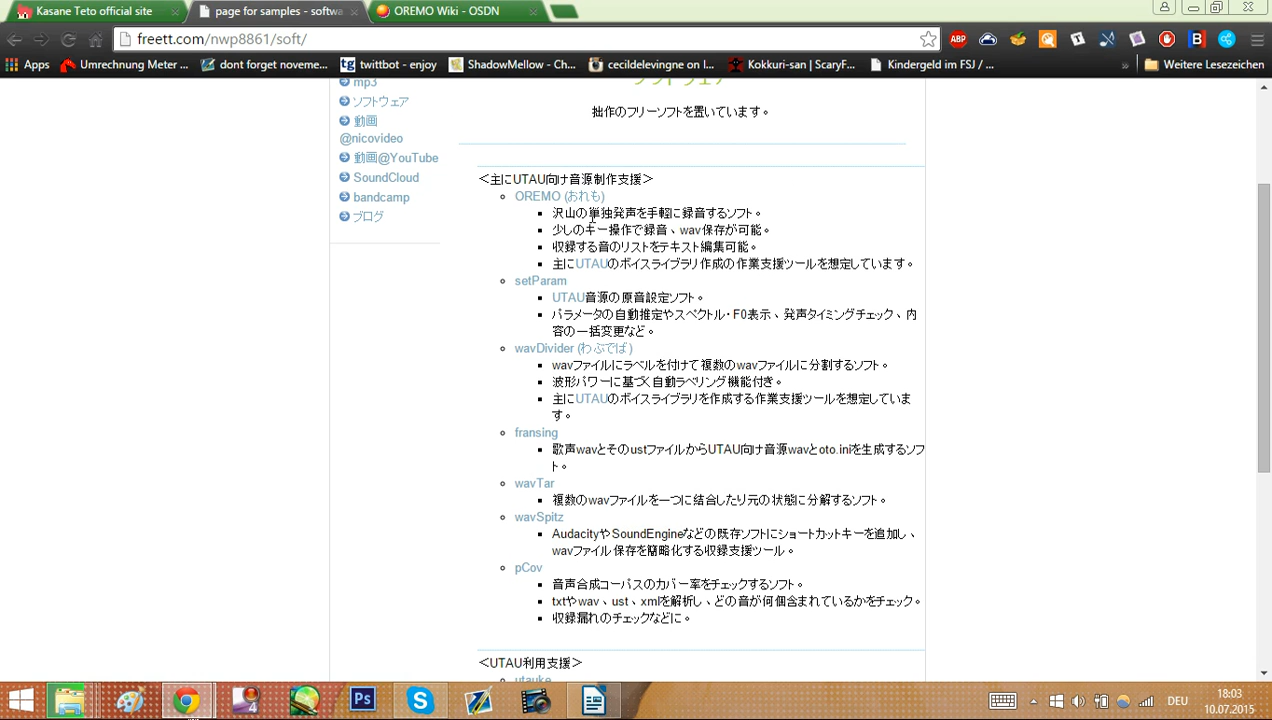 Kasane Teto official site
page for samples - softwa
OREMO Wiki - OSDN
freett.com/nwp8861/soft/
ABP
Apps
Umrechnung Meter ...
dont forget noveme...
tg twittbot - enjoy
ShadowMellow - Ch...
cecildelevingne on I...
Kokkuri-san | ScaryF...
Kindergeld im FSJ / ...
»
Weitere Lesezeichen
mp3
ソフトウェア
動画
@nicovideo
動画@YouTube
SoundCloud
bandcamp
ブログ
ソフトウェア
拙作のフリーソフトを置いています。
＜主にUTAU向け音源制作支援＞
OREMO (おれも)
沢山の単独発声を手軽に録音するソフト。
少しのキー操作で録音、wav保存が可能。
収録する音のリストをテキスト編集可能。
主にUTAUのボイスライブラリ作成の作業支援ツールを想定しています。
setParam
UTAU音源の原音設定ソフト。
パラメータの自動推定やスペクトル・F0表示、発声タイミングチェック、内
容の一括変更など。
wavDivider (わぶでば)
wavファイルにラベルを付けて複数のwavファイルに分割するソフト。
波形パワーに基づく自動ラベリング機能付き。
主にUTAUのボイスライブラリを作成する作業支援ツールを想定していま
す。
fransing
歌声wavとそのustファイルからUTAU向け音源wavとoto.iniを生成するソフ
ト。
wavTar
複数のwavファイルを一つに結合したり元の状態に分解するソフト。
wavSpitz
AudacityやSoundEngineなどの既存ソフトにショートカットキーを追加し、
wavファイル保存を簡略化する収録支援ツール。
pCov
音声合成コーパスのカバー率をチェックするソフト。
txtやwav、ust、xmlを解析し、どの音が何個含まれているかをチェック。
収録漏れのチェックなどに。
＜UTAU利用支援＞
utauke
4
Ps
DEU
18:03
10.07.2015